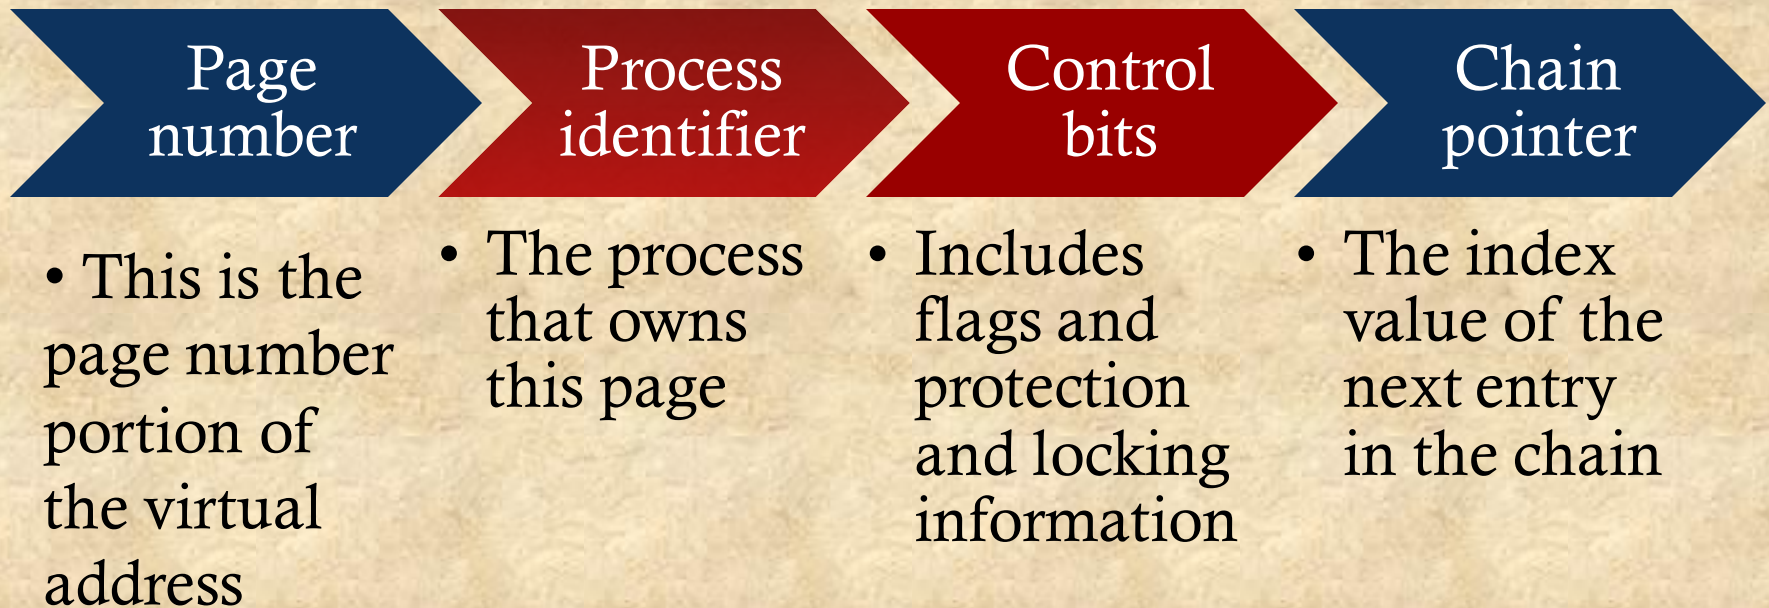 Page
number
Process
identifier
Control
bits
Chain
pointer
• This is the
page number
portion of
the virtual
address
• The process
that owns
this page
• Includes
flags and
protection
and locking
information
• The index
value of the
next entry
in the chain